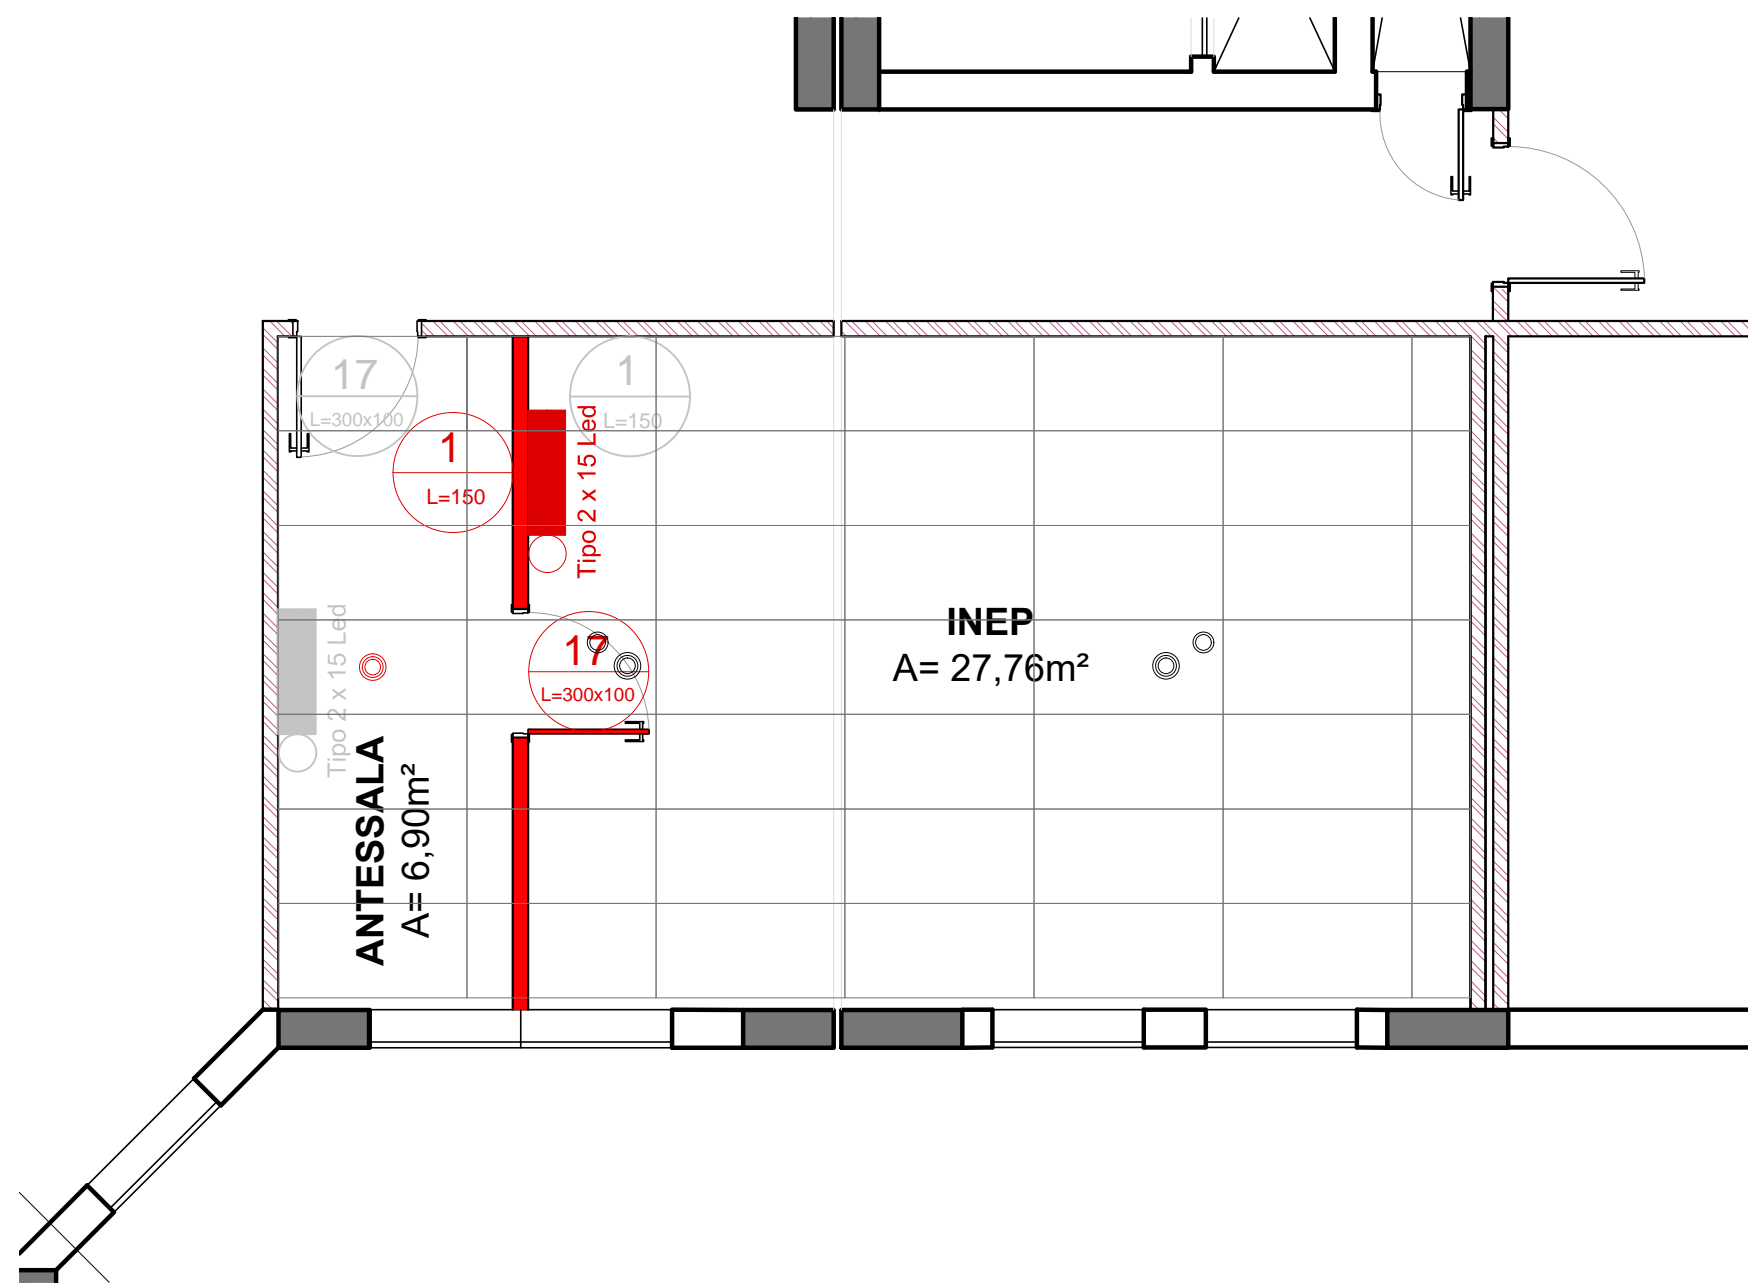 17
L=300x100
1
L=150
1
L=150
Tipo 2 x 15 Led
17
L=300x100
INEP
A= 27,76m²
Tipo 2 x 15 Led
ANTESSALA
A= 6,90m²